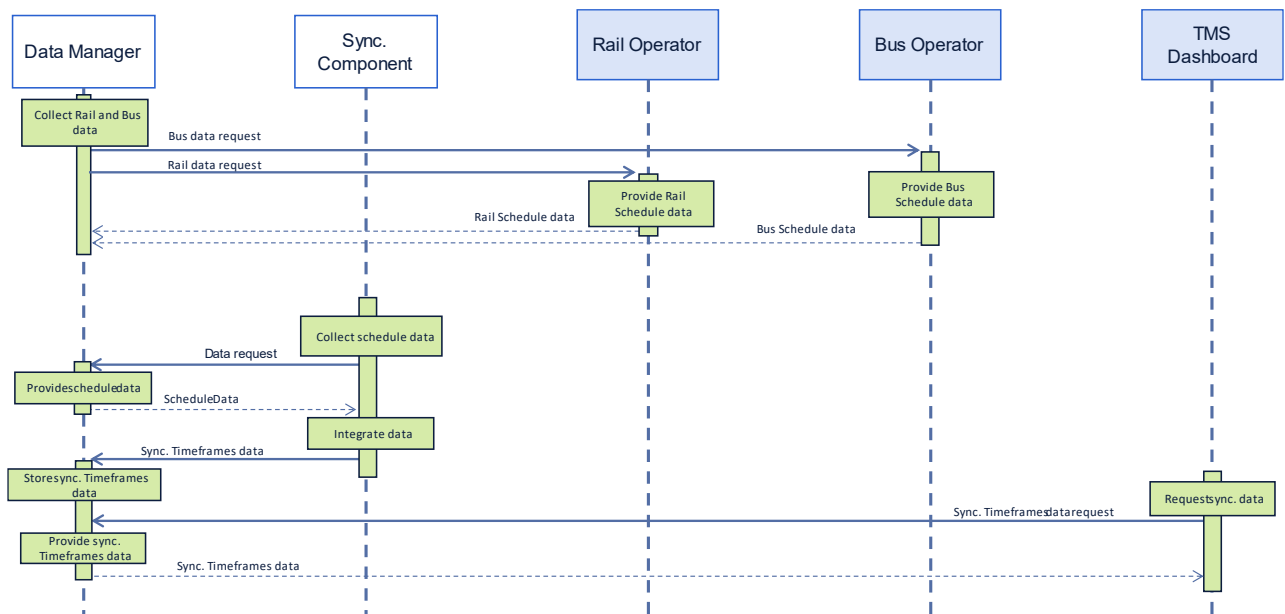 Data Manager
Sync.
Component
Rail Operator
Bus Operator
TMS
Dashboard
Collect Rail and Bus
data
Bus data request
Rail data request
Provide Rail
Schedule data
Provide Bus
Schedule data
Rail Schedule data
Bus Schedule data
Collect schedule data
Data request
Providescheduledata
ScheduleData
Integrate data
Sync. Timeframes data
Storesync. Timeframes
data
Requestsync. data
Sync. Timeframesdatarequest
Provide sync.
Timeframes data
Sync. Timeframes data